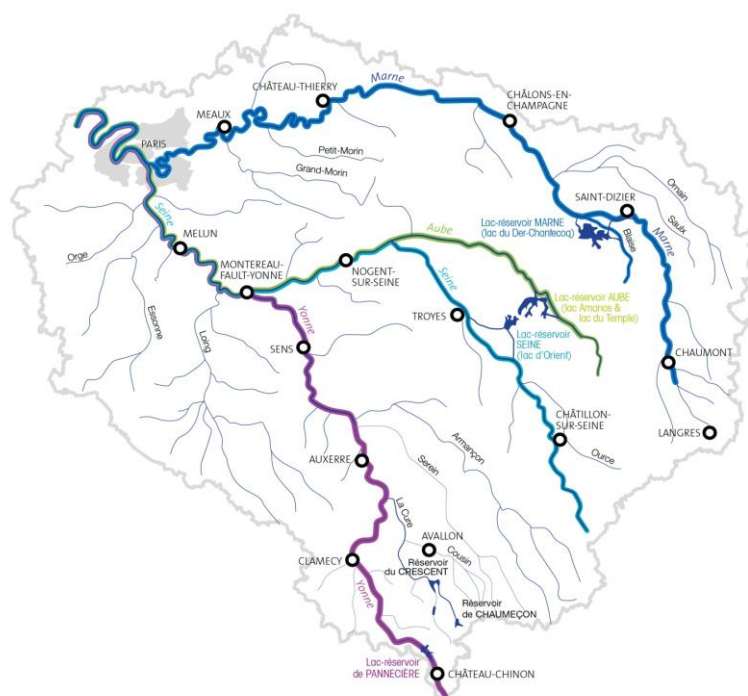 CHÂTEAU-THIERRY
Marne
CHÂLONS-EN-
CHAMPAGNE
MEAUX
PARIS
Petit-Morin
Grand-Morin
Ornain
Saulx
SAINT-DIZIER
Marne
Blaise
Lac-réservoir MARNE
(lac du Der-Chantecoq)
Seine
MELUN
Orge
MONTEREAU-
FAULT-YONNE
Aube
NOGENT-
SUR-SEINE
Seine
Lac-réservoir AUBE
(lac Amance &
lac du Temple)
TROYES
Lac-réservoir
SEINE
(lac d'Orient)
Essonne
Loing
Yonne
SENS
CHAUMONT
LANGRES
CHÂTILLON-
SUR-SEINE
Ource
Armançon
Serein
AUXERRE
La Cure
AVALLON
Cousin
Réservoir
du CRESCENT
CLAMECY
Yonne
Réservoir
de CHAUMEÇON
Lac-réservoir
de PANNECIÈRE
CHÂTEAU-CHINON